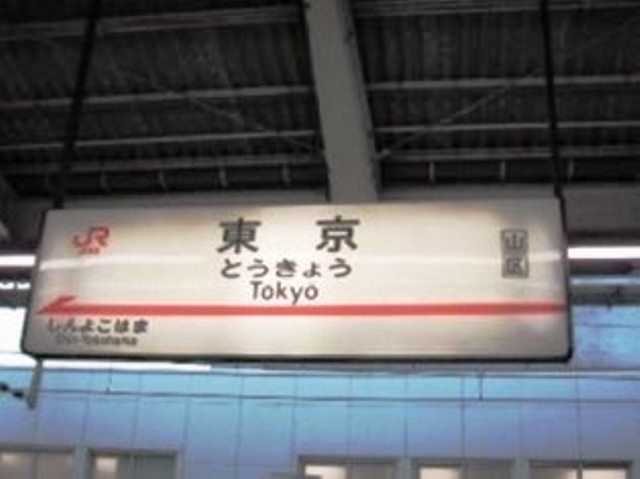 JR
東京
山
区
とうきょう
Tokyo
しんよこはま
Shin-Yokohama